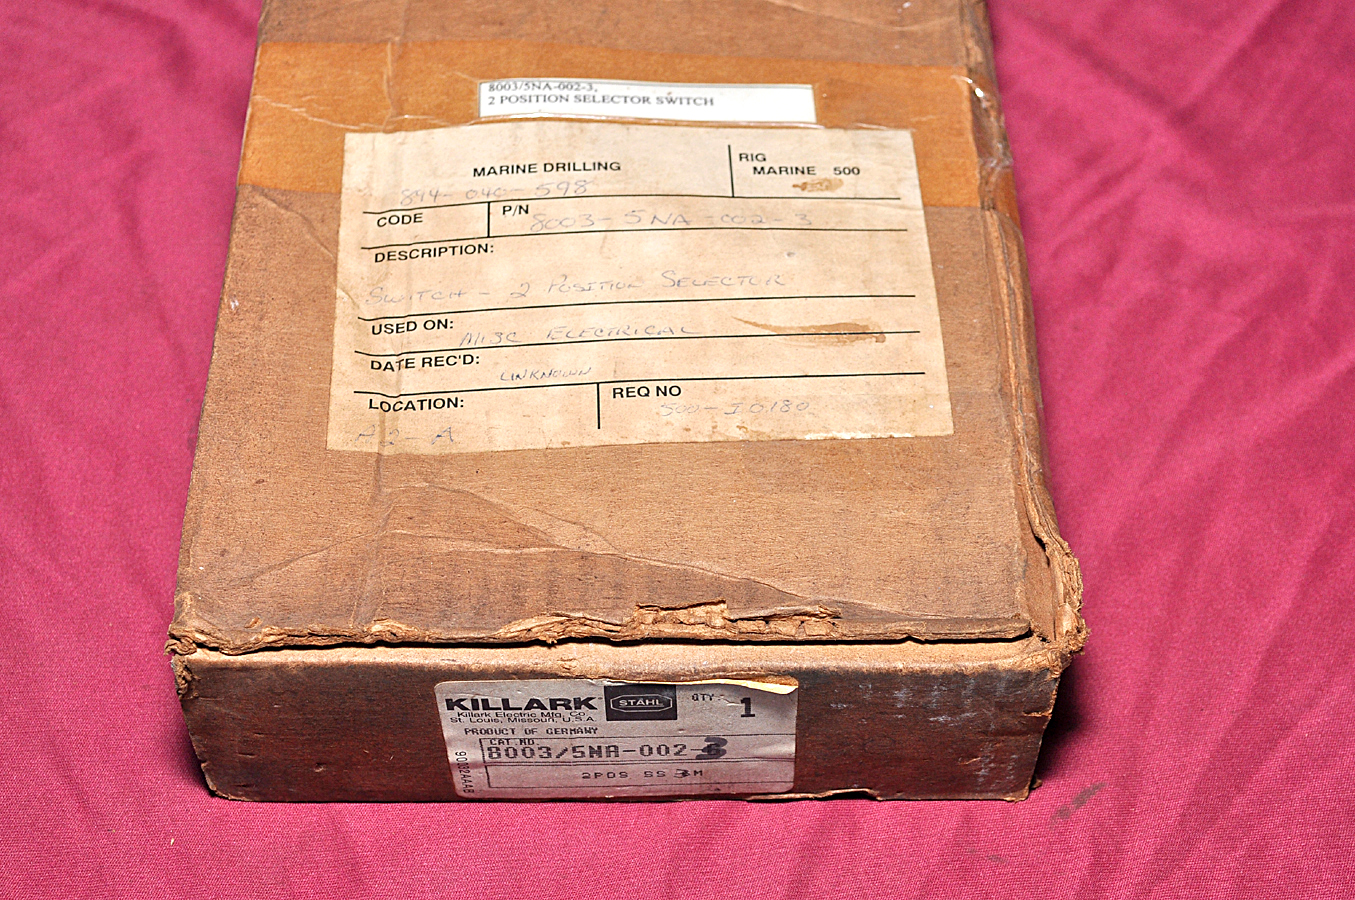 8003/5NA-002-3,
2 POSITION SELECTOR SWITCH
MARINE DRILLING
RIG
MARINE 500
894-040-598
CODE
P/N
8003-5NA-002-3
DESCRIPTION:
SWITCH - 2 POSITION SELECTOR
USED ON:
MISC ELECTRICAL
DATE REC'D:
UNKNOWN
LOCATION:
REQ NO
500-I0180
KILLARK
STAHL
QTY
1
Killark Electric Mfg. Co.
St. Louis, Missouri, U.S.A.
PRODUCT OF GERMANY
CAT.NO.
8003/5NA-002-3
2POS SS